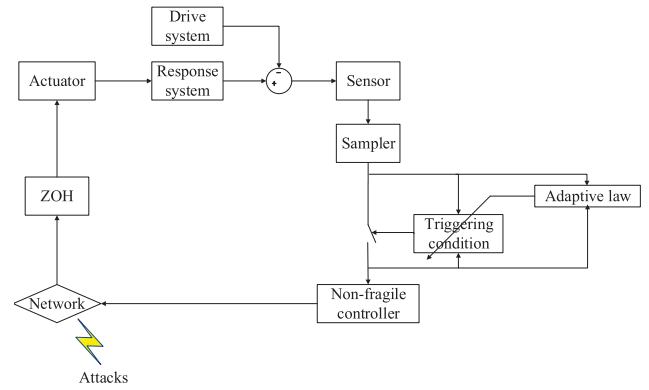 Drive
system
Actuator
Response
system
-
+
Sensor
Sampler
ZOH
Adaptive law
Triggering
condition
Network
Non-fragile
controller
Attacks